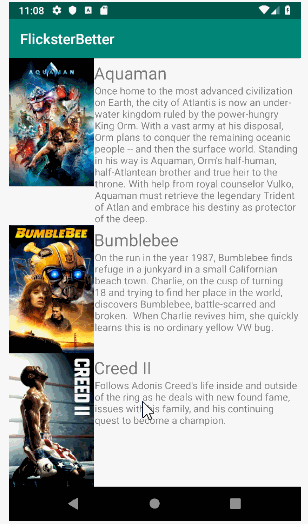 11:08
FlicksterBetter
AQUAMAN
Aquaman
Once home to the most advanced civilization
on Earth, the city of Atlantis is now an under-
water kingdom ruled by the power-hungry
King Orm. With a vast army at his disposal,
Orm plans to conquer the remaining oceanic
people -- and then the surface world. Standing
in his way is Aquaman, Orm's half-human,
half-Atlantean brother and true heir to the
throne. With help from royal counselor Vulko,
Aquaman must retrieve the legendary Trident
of Atlan and embrace his destiny as protector
of the deep.
BUMBLEBEE
Bumblebee
On the run in the year 1987, Bumblebee finds
refuge in a junkyard in a small Californian
beach town. Charlie, on the cusp of turning
18 and trying to find her place in the world,
discovers Bumblebee, battle-scarred and
broken. When Charlie revives him, she quickly
learns this is no ordinary yellow VW bug.
CREED II
Creed II
Follows Adonis Creed's life inside and outside
of the ring as he deals with new found fame,
issues with his family, and his continuing
quest to become a champion.